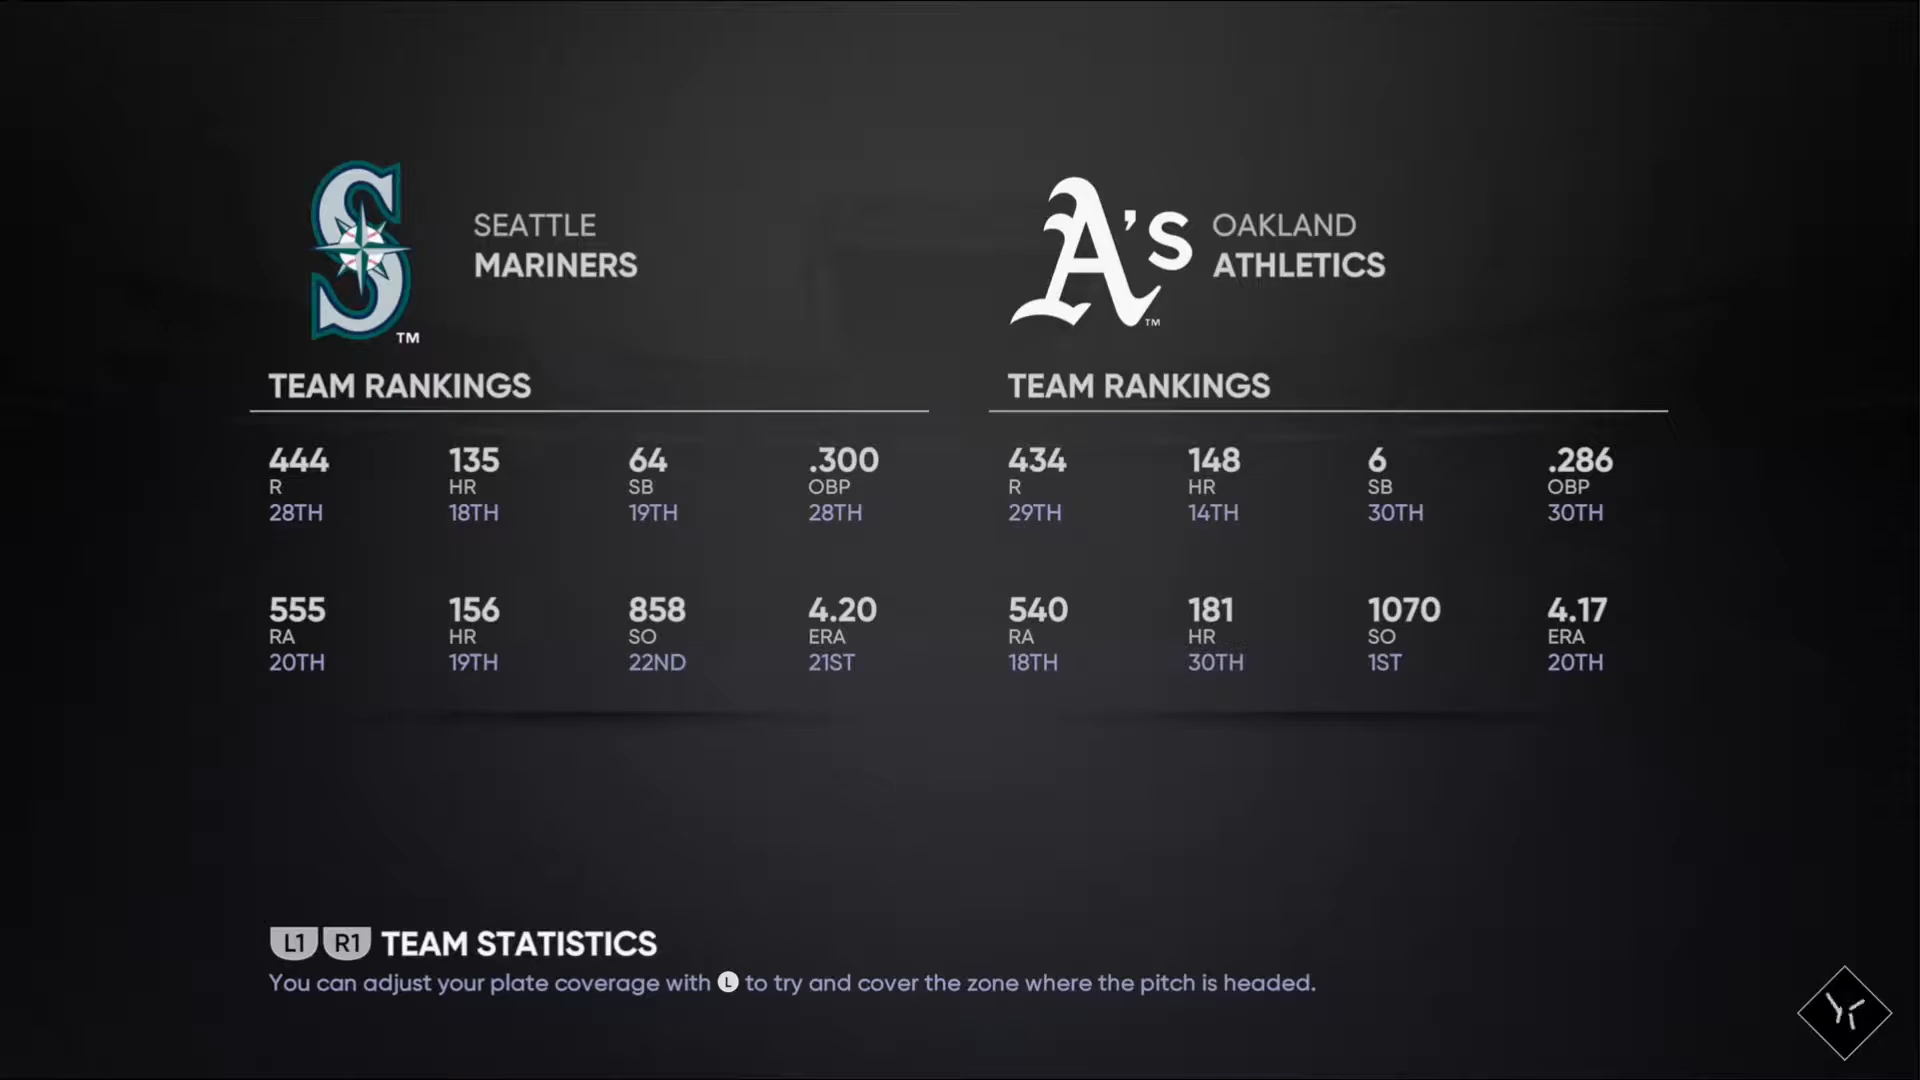 SEATTLE
MARINERS
TEAM RANKINGS
444 135 64 .300
R HR SB OBP
28TH 18TH 19TH 28TH
555 156 858 4.20
RA HR SO ERA
20TH 19TH 22ND 21ST
S
TM
A's
TM
OAKLAND
ATHLETICS
TEAM RANKINGS
434 148 6 .286
R HR SB OBP
29TH 14TH 30TH 30TH
540 181 1070 4.17
RA HR SO ERA
18TH 30TH 1ST 20TH
L1 R1 TEAM STATISTICS
You can adjust your plate coverage with L to try and cover the zone where the pitch is headed.